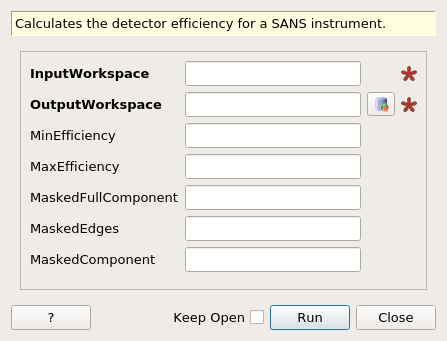 Calculates the detector efficiency for a SANS instrument.
InputWorkspace
OutputWorkspace
MinEfficiency
MaxEfficiency
MaskedFullComponent
MaskedEdges
MaskedComponent
? Keep Open Run Close